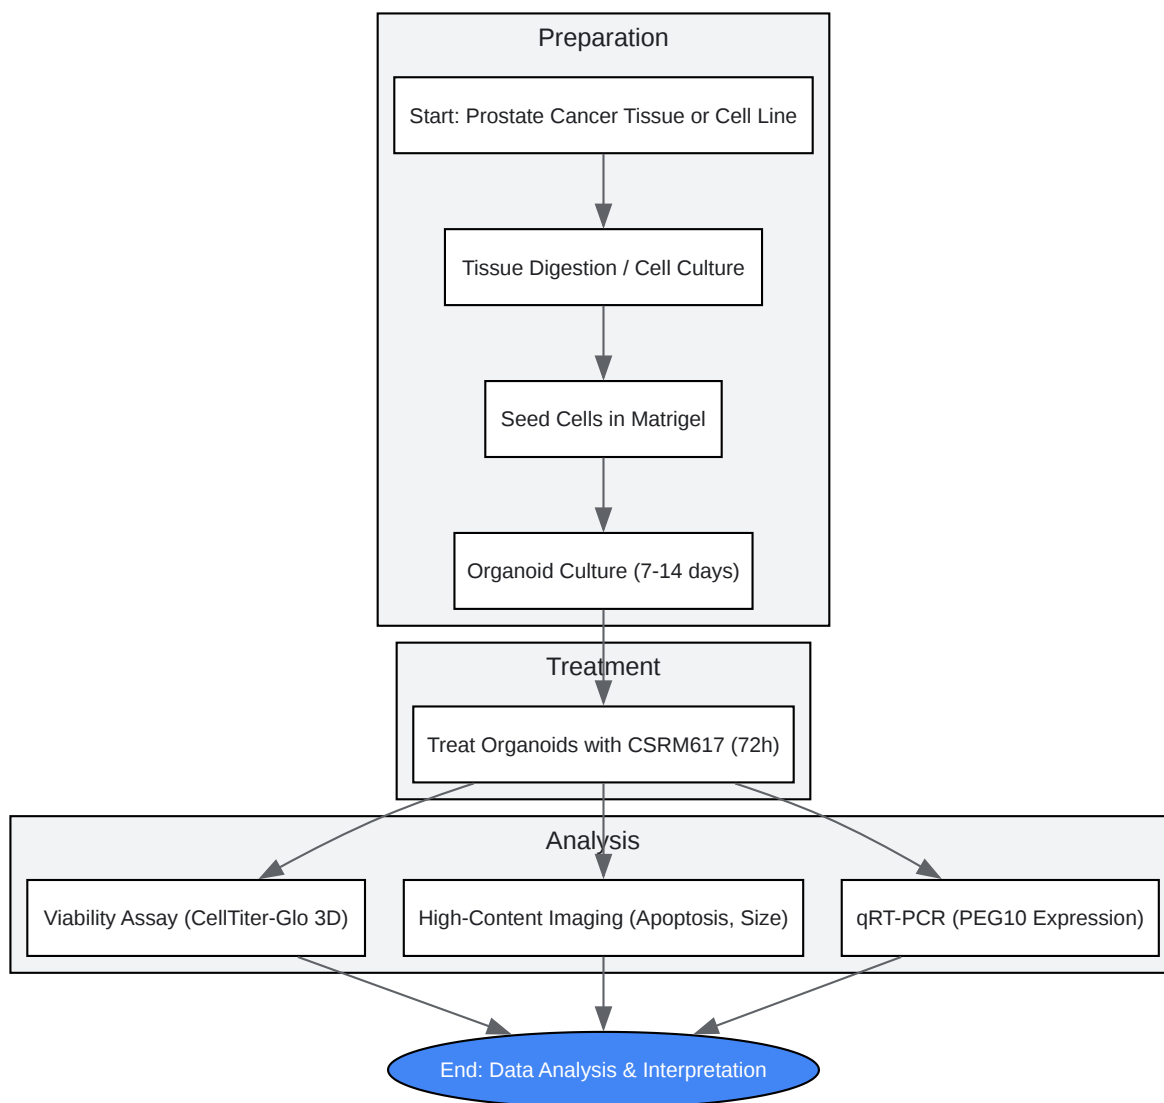 Preparation
Start: Prostate Cancer Tissue or Cell Line
Tissue Digestion / Cell Culture
Seed Cells in Matrigel
Organoid Culture (7-14 days)
Treatment
Treat Organoids with CSRM617 (72h)
Analysis
Viability Assay (CellTiter-Glo 3D)
High-Content Imaging (Apoptosis, Size)
qRT-PCR (PEG10 Expression)
End: Data Analysis & Interpretation